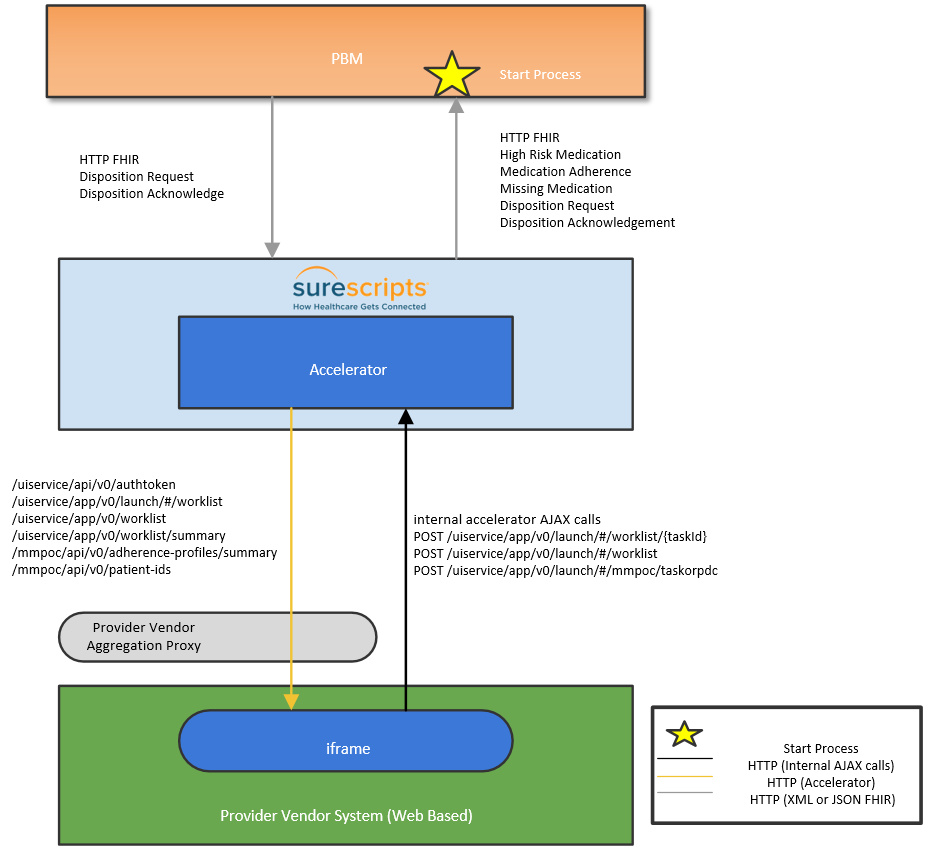 PBM
Start Process
HTTP FHIR
Disposition Request
Disposition Acknowledge
HTTP FHIR
High Risk Medication
Medication Adherence
Missing Medication
Disposition Request
Disposition Acknowledgement
surescripts
How Healthcare Gets Connected
Accelerator
/uiservice/api/v0/authtoken
/uiservice/app/v0/launch/#/worklist
/uiservice/app/v0/worklist
/uiservice/app/v0/worklist/summary
/mmpoc/api/v0/adherence-profiles/summary
/mmpoc/api/v0/patient-ids
internal accelerator AJAX calls
POST /uiservice/app/v0/launch/#/worklist/{taskId}
POST /uiservice/app/v0/launch/#/worklist
POST /uiservice/app/v0/launch/#/mmpoc/taskorpdc
Provider Vendor
Aggregation Proxy
iframe
Provider Vendor System (Web Based)
Start Process
HTTP (Internal AJAX calls)
HTTP (Accelerator)
HTTP (XML or JSON FHIR)